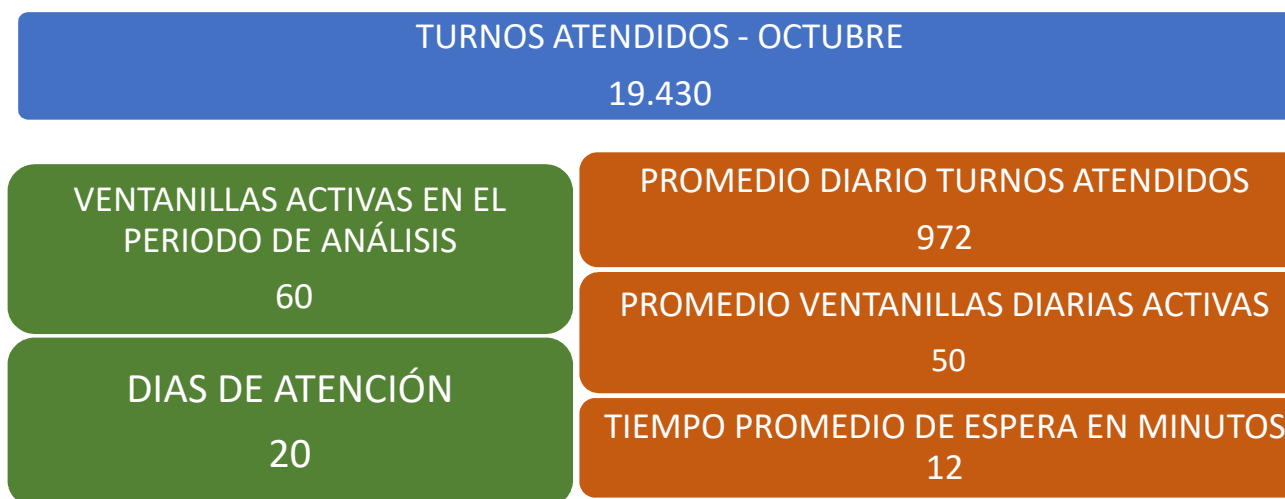 TURNOS ATENDIDOS - OCTUBRE
19.430
VENTANILLAS ACTIVAS EN EL
PERIODO DE ANÁLISIS
60
DIAS DE ATENCIÓN
20
PROMEDIO DIARIO TURNOS ATENDIDOS
972
PROMEDIO VENTANILLAS DIARIAS ACTIVAS
50
TIEMPO PROMEDIO DE ESPERA EN MINUTOS
12